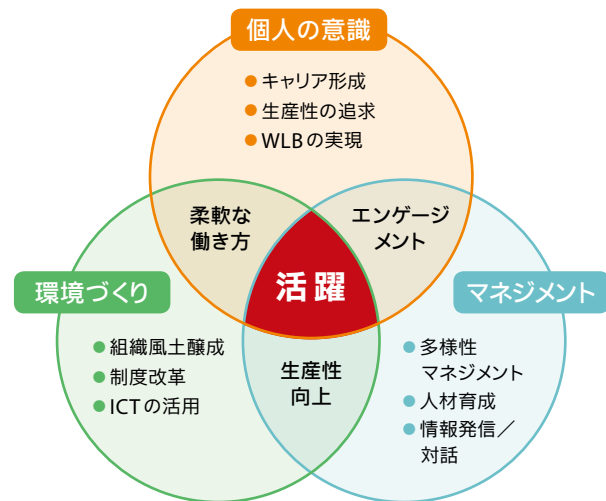 個人の意識
●キャリア形成
●生産性の追求
●WLBの実現
柔軟な
働き方
エンゲージ
メント
活躍
環境づくり
マネジメント
●組織風土醸成
●制度改革
●ICTの活用
生産性
向上
●多様性
マネジメント
●人材育成
●情報発信／
対話